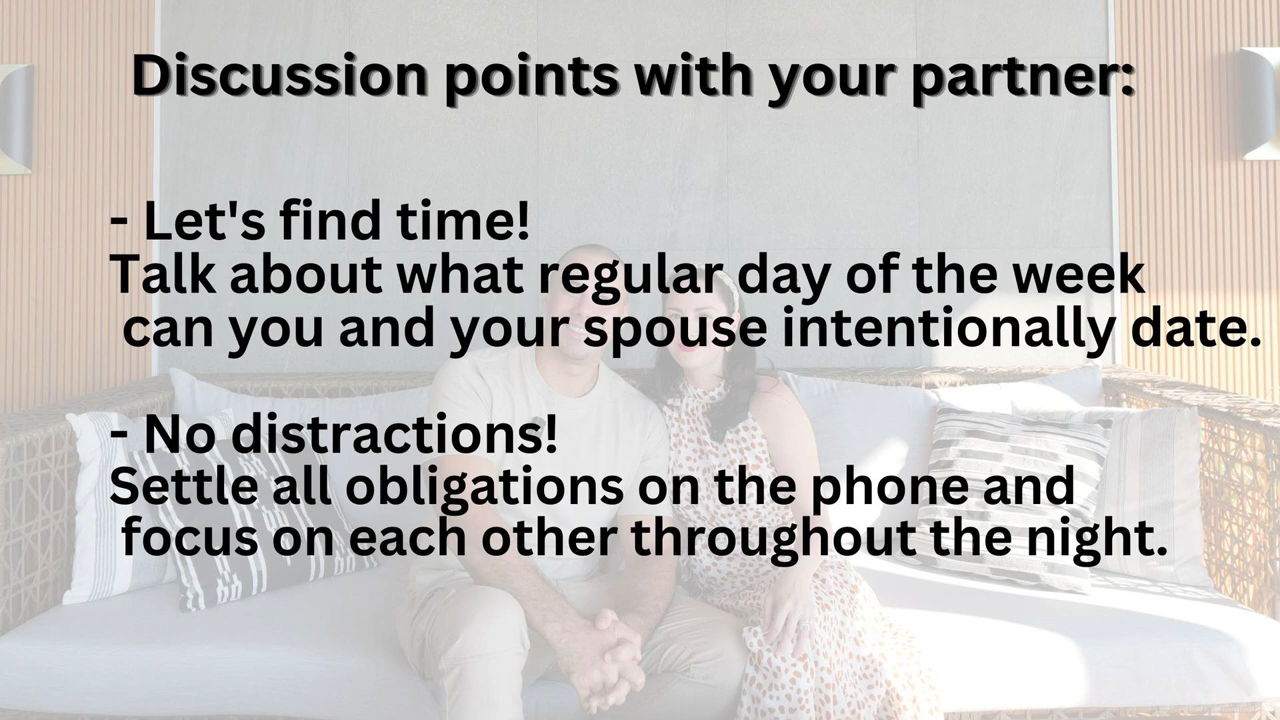 Discussion points with your partner:
- Let's find time!
Talk about what regular day of the week
can you and your spouse intentionally date.
- No distractions!
Settle all obligations on the phone and
focus on each other throughout the night.